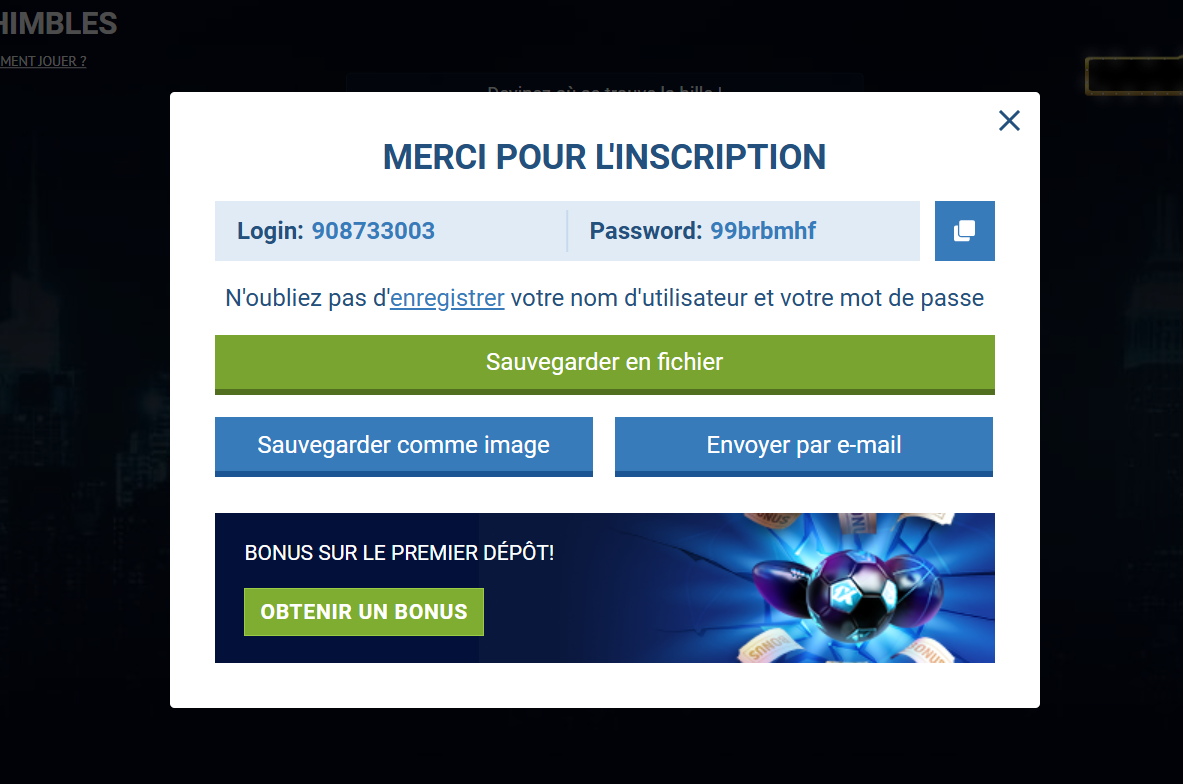 HIMBLES
MENT JOUER ?
Devinez où se trouve la bille !
MERCI POUR L'INSCRIPTION
Login: 908733003
Password: 99brbmhf
N'oubliez pas d'enregistrer votre nom d'utilisateur et votre mot de passe
Sauvegarder en fichier
Sauvegarder comme image
Envoyer par e-mail
BONUS SUR LE PREMIER DÉPÔT!
OBTENIR UN BONUS
BONUS
BONUS
1X
BONUS
BONUS